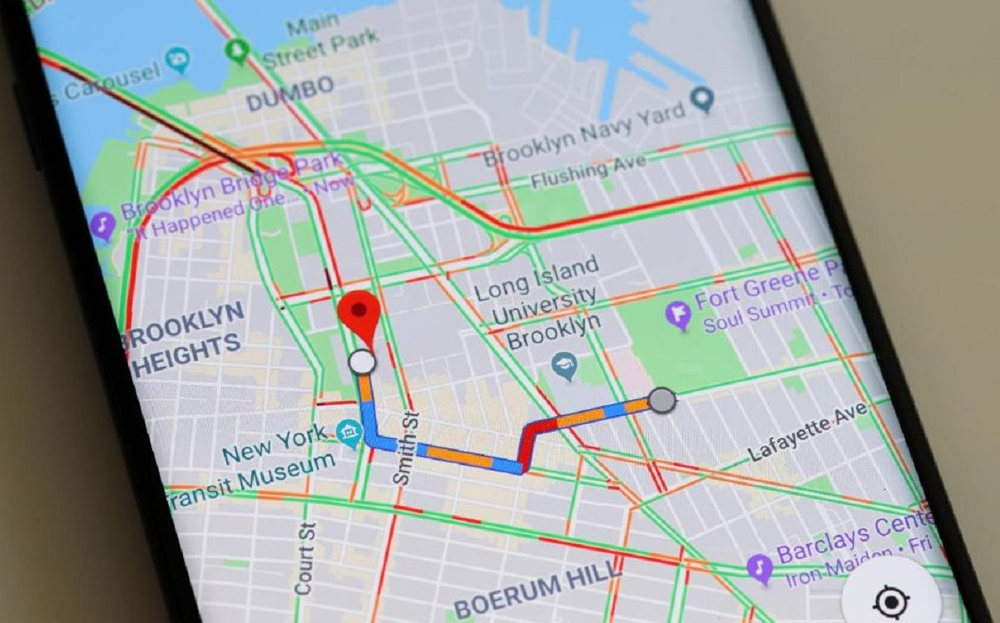 Main
Street Park
Carousel
DUMBO
Brooklyn Navy Yard
Flushing Ave
Brooklyn Bridge Park
"It Happened One... • Now
Long Island
University
Brooklyn
Fort Greene
Soul Summit •
BROOKLYN
HEIGHTS
New York
Transit Museum
Smith St
Lafayette Ave
Court St
Barclays Cente
Iron Maiden • Fri
BOERUM HILL